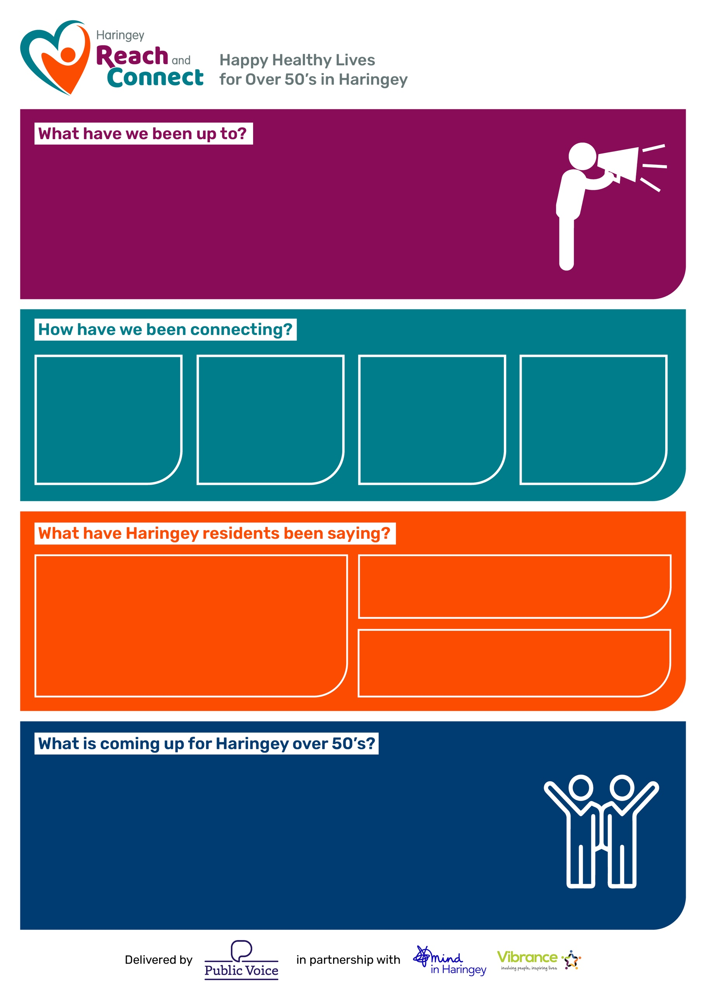 Haringey
Reach and
Connect
Happy Healthy Lives
for Over 50's in Haringey
What have we been up to?
How have we been connecting?
What have Haringey residents been saying?
What is coming up for Haringey over 50's?
Delivered by
Public Voice
in partnership with
mind
in Haringey
Vibrance
involving people, inspiring lives